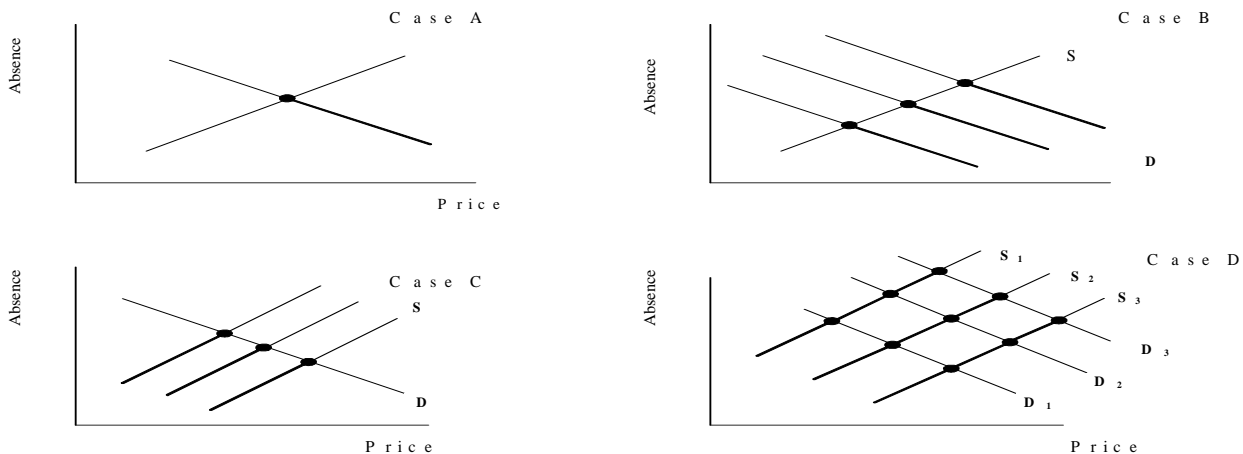 Case A
Absence
Price
Case B
Absence
S
D
Case C
Absence
S
D
Price
Case D
Absence
S 1
S 2
S 3
D 3
D 2
D 1
Price